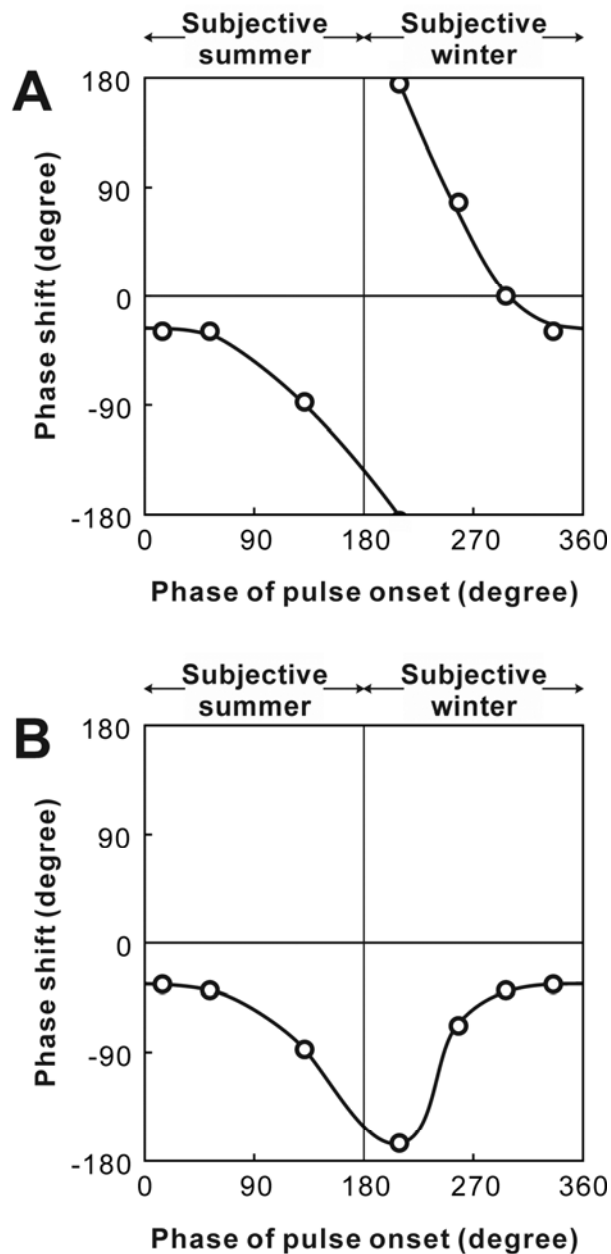 Subjective summer
Subjective winter
A
180
90
0
-90
-180
Phase shift (degree)
0 90 180 270 360
Phase of pulse onset (degree)
Subjective summer
Subjective winter
B
180
90
0
-90
-180
Phase shift (degree)
0 90 180 270 360
Phase of pulse onset (degree)